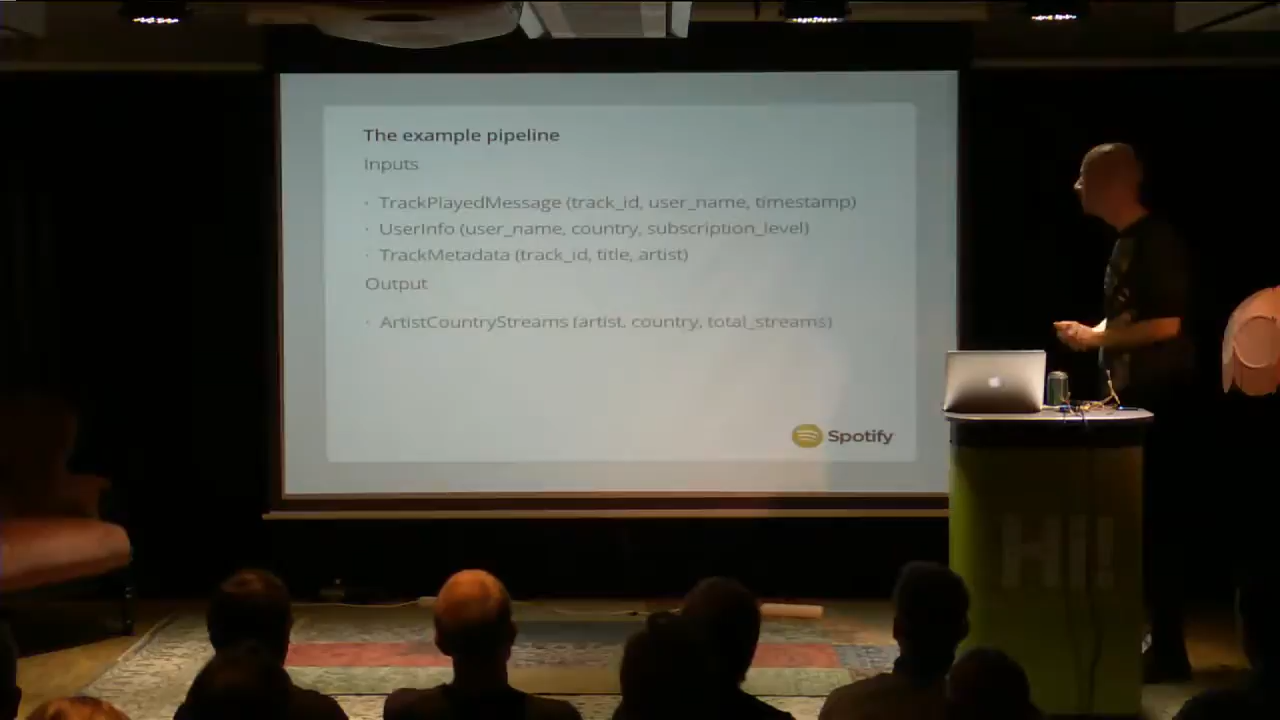 The example pipeline
Inputs
· TrackPlayedMessage (track_id, user_name, timestamp)
· UserInfo (user_name, country, subscription_level)
· TrackMetadata (track_id, title, artist)
Output
· ArtistCountryStreams (artist, country, total_streams)
Spotify
Hi!